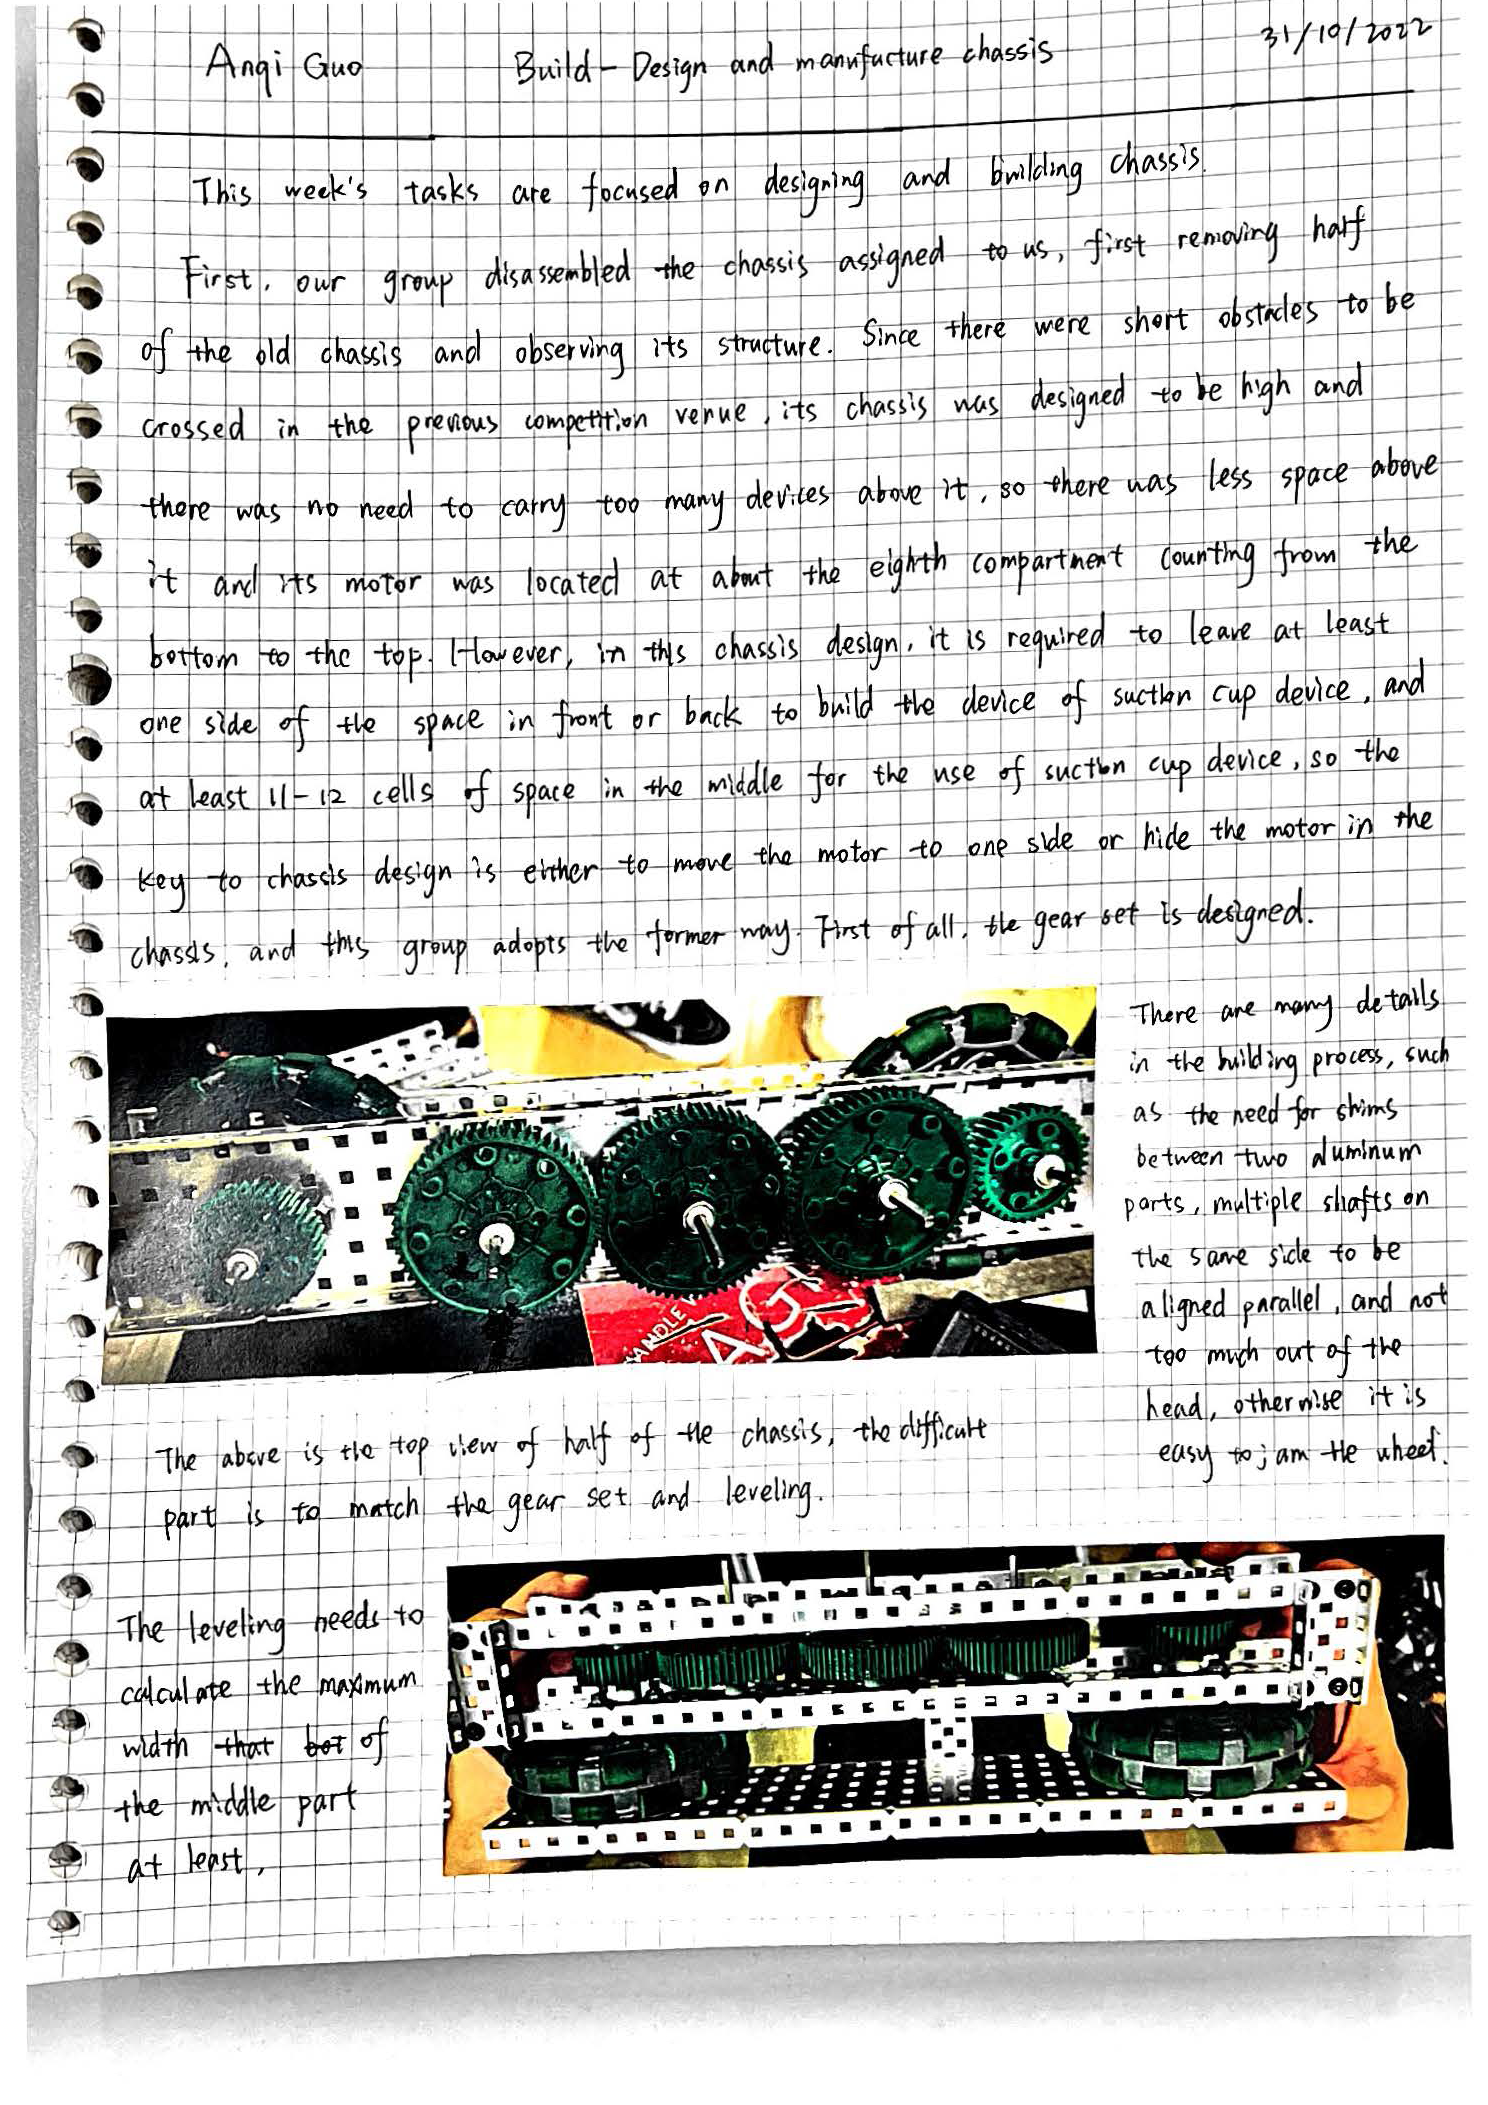 Anqi Guo Build - Design and manufacture chassis 31/10/2022
This week's tasks are focused on designing and building chassis.
First, our group disassembled the chassis assigned to us, first removing half
of the old chassis and observing its structure. Since there were short obstacles to be
crossed in the previous competition venue, its chassis was designed to be high and
there was no need to carry too many devices above it, so there was less space above
it and its motor was located at about the eighth compartment counting from the
bottom to the top. However, in this chassis design, it is required to leave at least
one side of the space in front or back to build the device of suction cup device, and
at least 11-12 cells of space in the middle for the use of suction cup device, so the
key to chassis design is either to move the motor to one side or hide the motor in the
chassis, and this group adopts the former way. First of all, the gear set is designed.
There are many details
in the building process, such
as the need for shims
between two aluminum
parts, multiple shafts on
the same side to be
aligned parallel, and not
too much out of the
head, otherwise it is
easy to jam the wheel.
ANDLE
AG
The above is the top view of half of the chassis, the difficult
part is to match the gear set and leveling.
The leveling needs to
calculate the maximum
width that bot of
the middle part
at least.